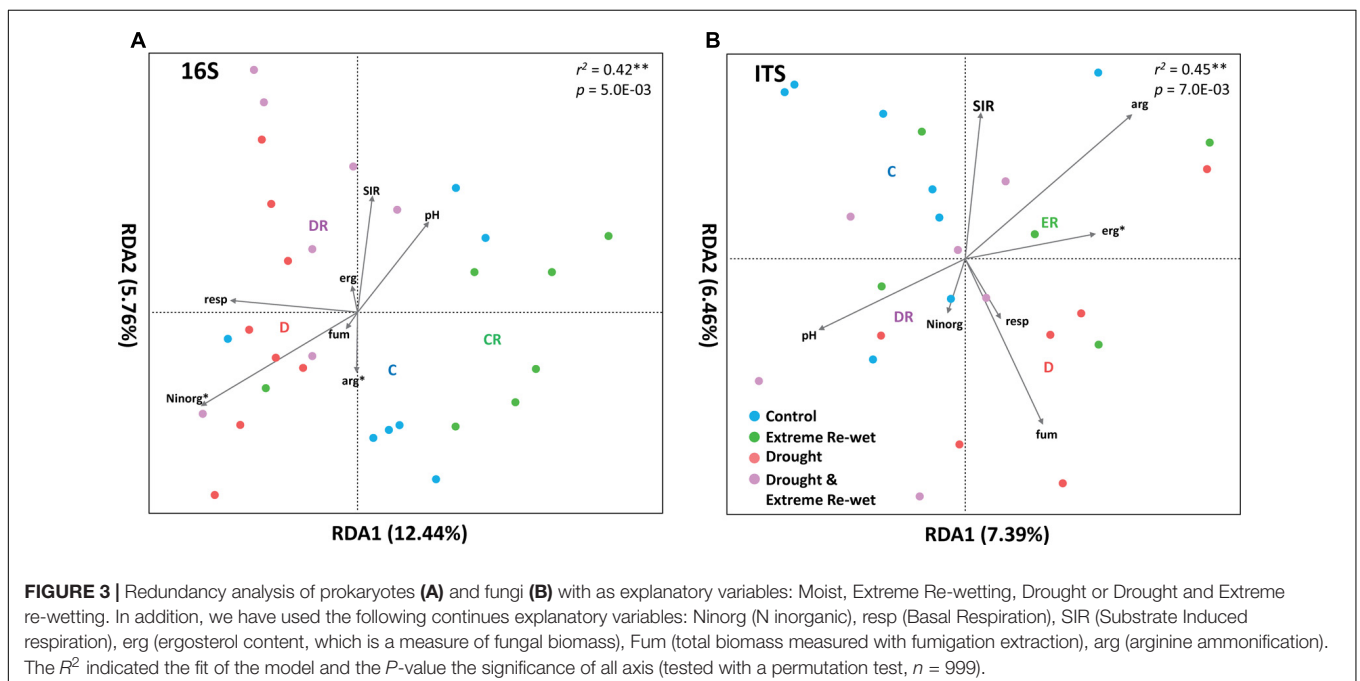 A
16S
r² = 0.42**
p = 5.0E-03
SIR
pH
DR
erg
resp
fum
D
CR
C
arg*
Ninorg*
RDA2 (5.76%)
RDA1 (12.44%)
B
ITS
r² = 0.45**
p = 7.0E-03
SIR
arg
C
ER
erg*
DR
Ninorg
resp
pH
D
fum
Control
Extreme Re-wet
Drought
Drought &
Extreme Re-wet
RDA2 (6.46%)
RDA1 (7.39%)
FIGURE 3 | Redundancy analysis of prokaryotes (A) and fungi (B) with as explanatory variables: Moist, Extreme Re-wetting, Drought or Drought and Extreme
re-wetting. In addition, we have used the following continues explanatory variables: Ninorg (N inorganic), resp (Basal Respiration), SIR (Substrate Induced
respiration), erg (ergosterol content, which is a measure of fungal biomass), Fum (total biomass measured with fumigation extraction), arg (arginine ammonification).
The R² indicated the fit of the model and the P-value the significance of all axis (tested with a permutation test, n = 999).